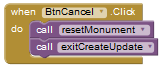 when BtnCancel .Click
do call resetMonument
call exitCreateUpdate